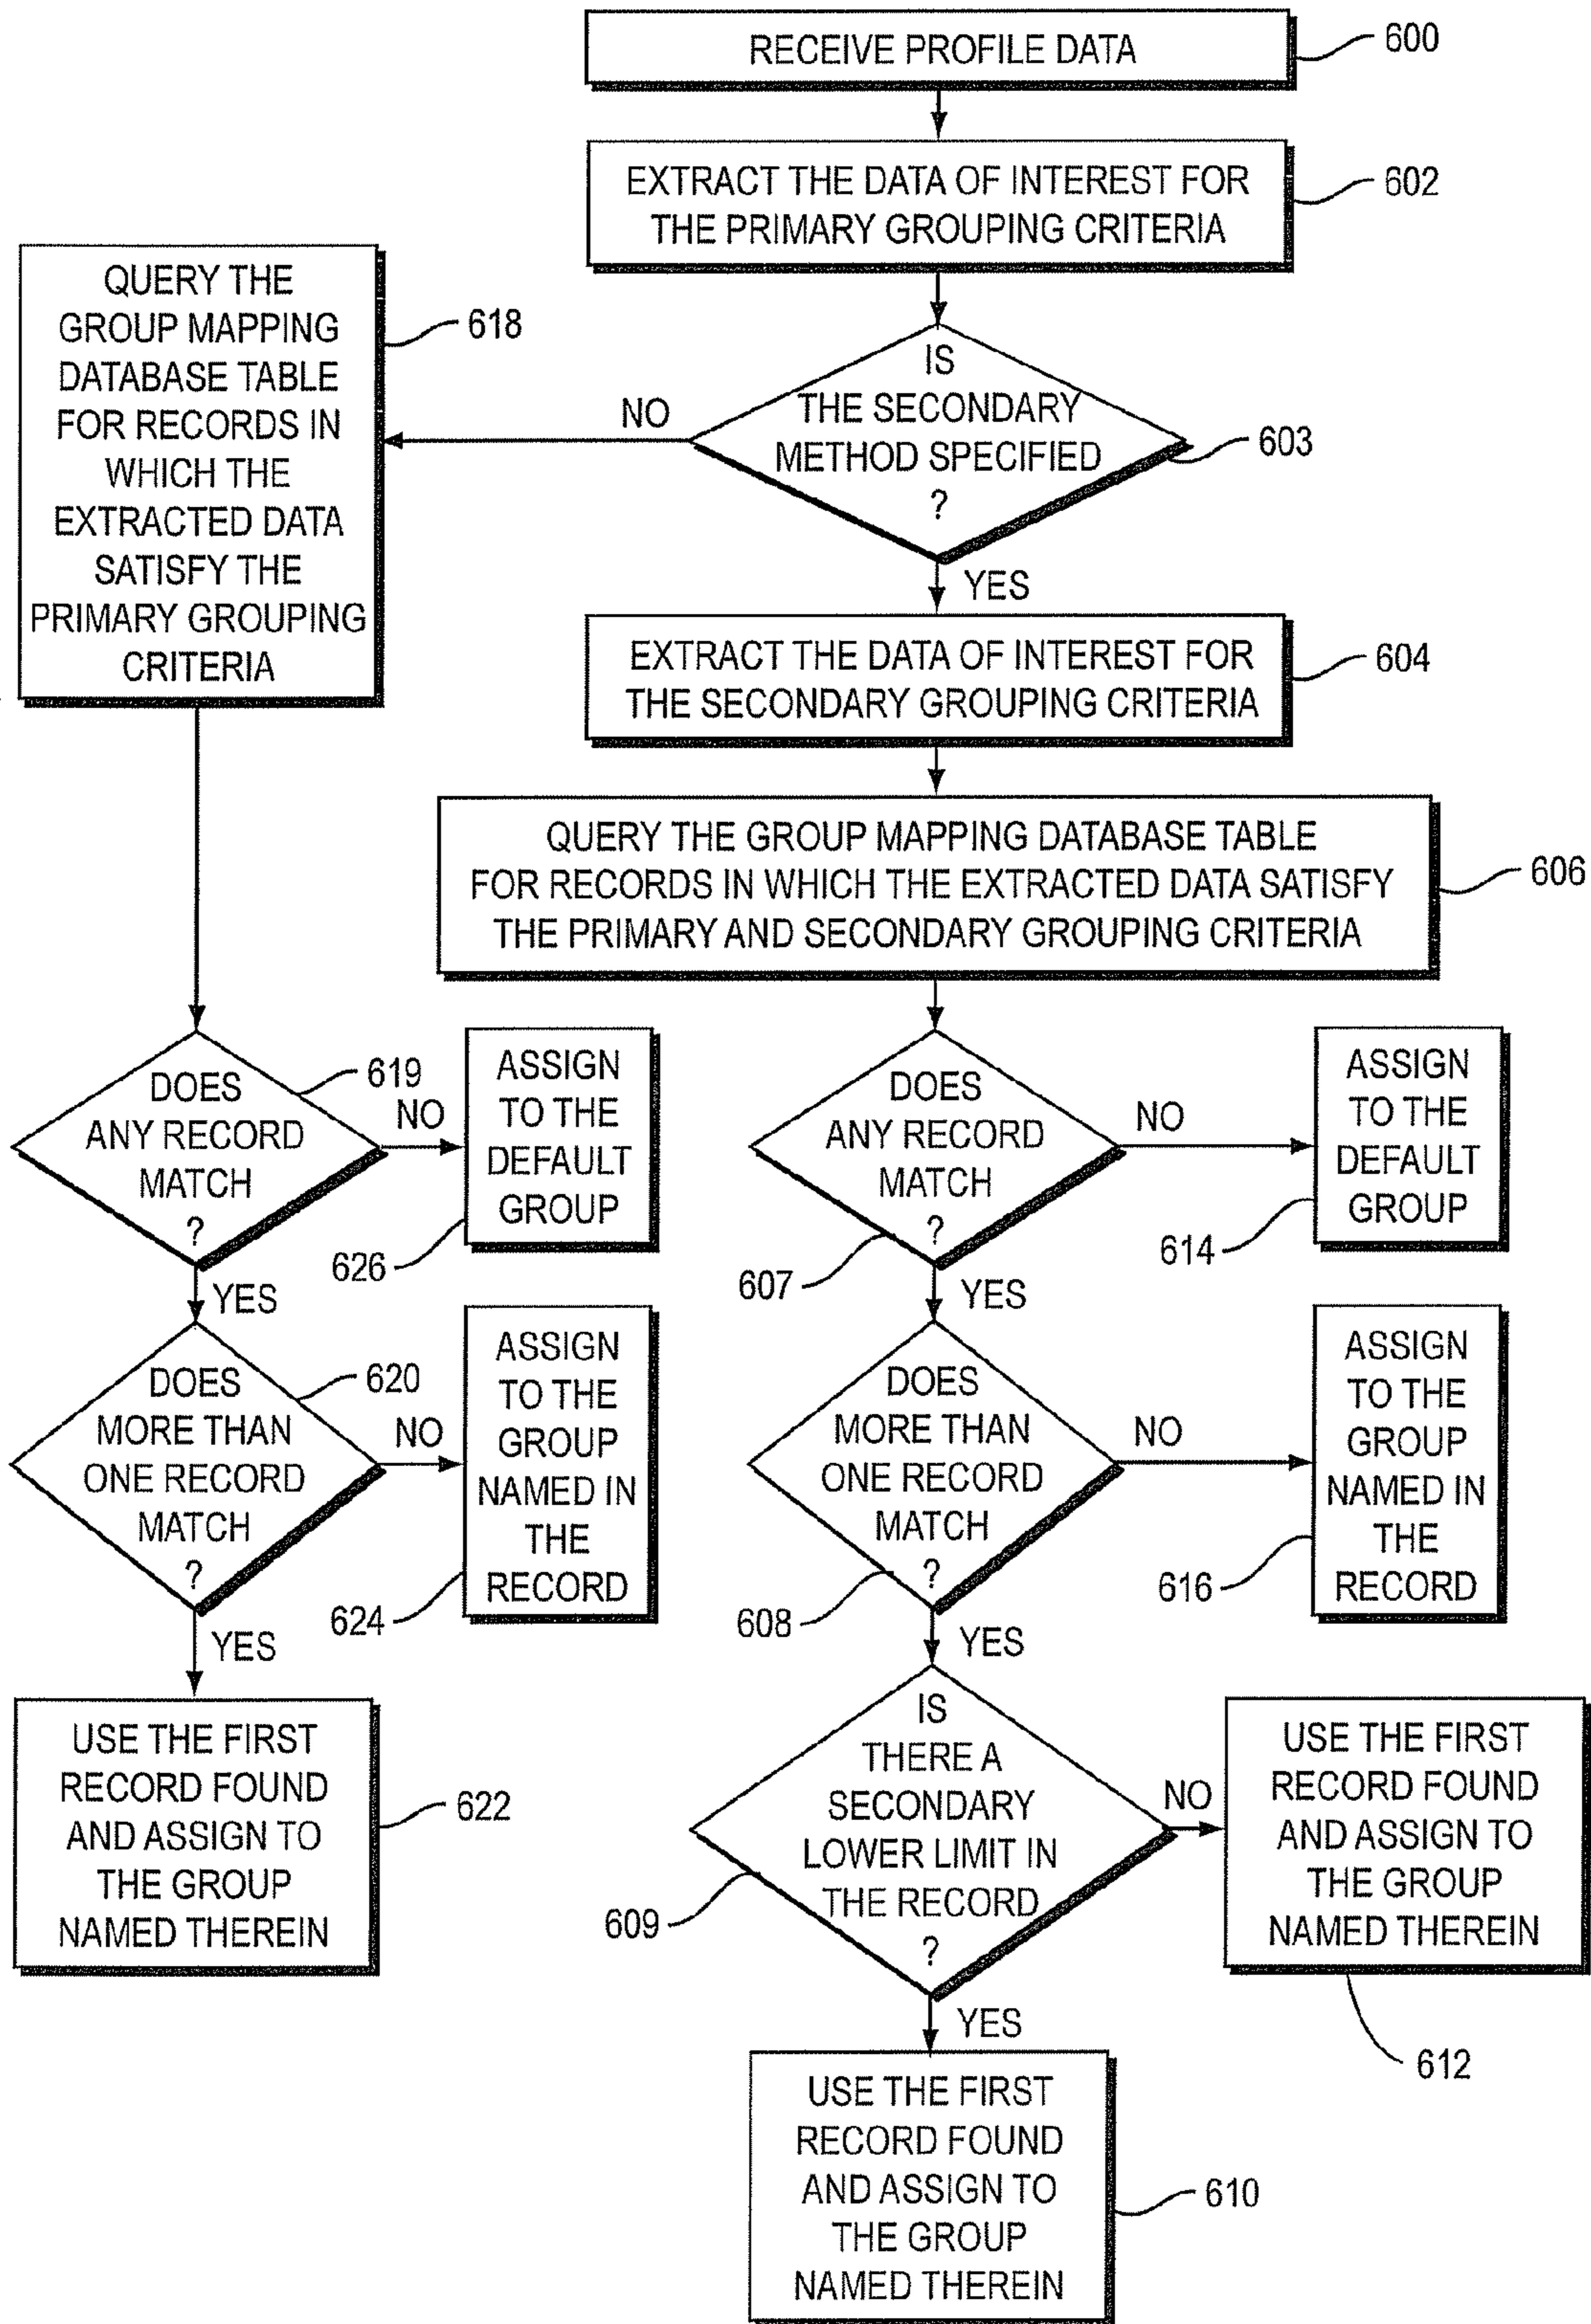 RECEIVE PROFILE DATA
600
EXTRACT THE DATA OF INTEREST FOR
THE PRIMARY GROUPING CRITERIA
602
IS
THE SECONDARY
METHOD SPECIFIED
?
603
NO
QUERY THE
GROUP MAPPING
DATABASE TABLE
FOR RECORDS IN
WHICH THE
EXTRACTED DATA
SATISFY THE
PRIMARY GROUPING
CRITERIA
618
YES
EXTRACT THE DATA OF INTEREST FOR
THE SECONDARY GROUPING CRITERIA
604
QUERY THE GROUP MAPPING DATABASE TABLE
FOR RECORDS IN WHICH THE EXTRACTED DATA SATISFY
THE PRIMARY AND SECONDARY GROUPING CRITERIA
606
DOES
ANY RECORD
MATCH
?
619
NO
ASSIGN
TO THE
DEFAULT
GROUP
626
YES
DOES
MORE THAN
ONE RECORD
MATCH
?
620
NO
ASSIGN
TO THE
GROUP
NAMED IN
THE
RECORD
624
YES
USE THE FIRST
RECORD FOUND
AND ASSIGN TO
THE GROUP
NAMED THEREIN
622
DOES
ANY RECORD
MATCH
?
607
NO
ASSIGN
TO THE
DEFAULT
GROUP
614
YES
DOES
MORE THAN
ONE RECORD
MATCH
?
608
NO
ASSIGN
TO THE
GROUP
NAMED IN
THE
RECORD
616
YES
IS
THERE A
SECONDARY
LOWER LIMIT IN
THE RECORD
?
609
NO
USE THE FIRST
RECORD FOUND
AND ASSIGN TO
THE GROUP
NAMED THEREIN
612
YES
USE THE FIRST
RECORD FOUND
AND ASSIGN TO
THE GROUP
NAMED THEREIN
610